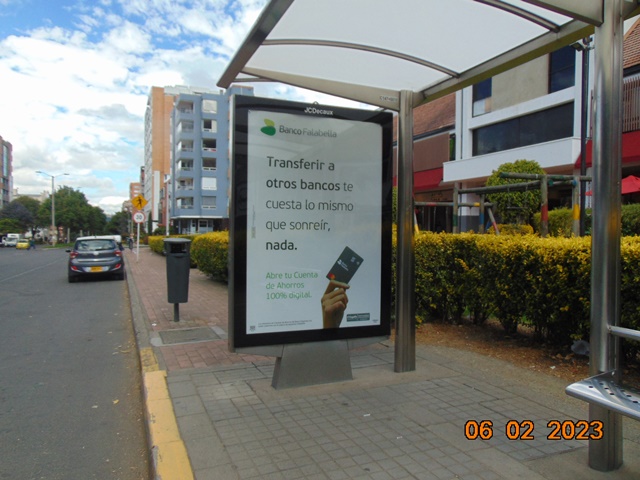 JCDecaux
Banco Falabella
Transferir a
otros bancos te
cuesta lo mismo
que sonreír,
nada.
Abre tu Cuenta
de Ahorros
100% digital.
06 02 2023